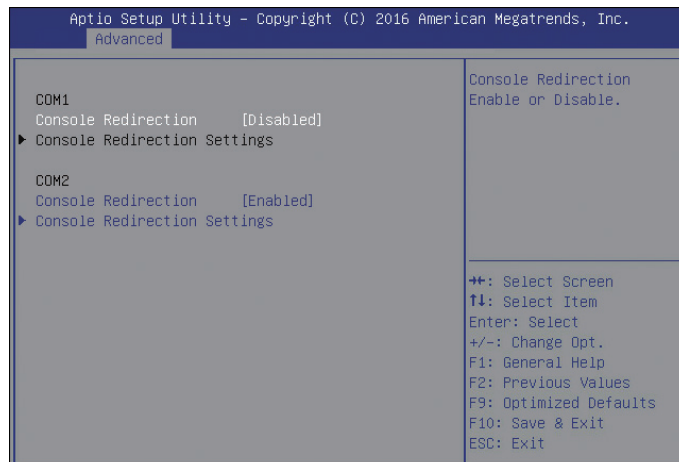 Aptio Setup Utility – Copyright (C) 2016 American Megatrends, Inc.
Advanced
COM1
Console Redirection [Disabled]
▶ Console Redirection Settings
COM2
Console Redirection [Enabled]
▶ Console Redirection Settings
Console Redirection
Enable or Disable.
→←: Select Screen
↑↓: Select Item
Enter: Select
+/-: Change Opt.
F1: General Help
F2: Previous Values
F9: Optimized Defaults
F10: Save & Exit
ESC: Exit